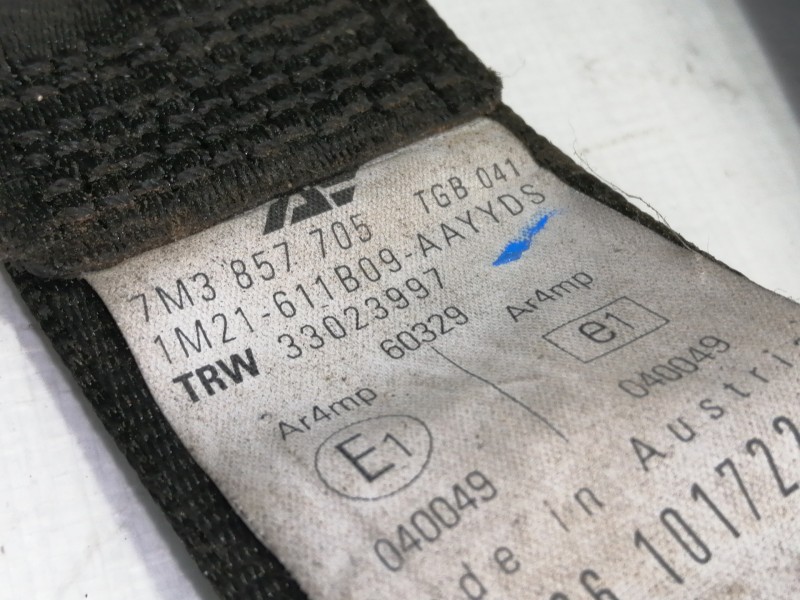 7M3 857 705 TGB 041
1M21-611B09-AAYYDS
TRW 33023997
60329
Ar4mp Ar4mp
E1 e1
040049 040049
de in Austri
6 101722